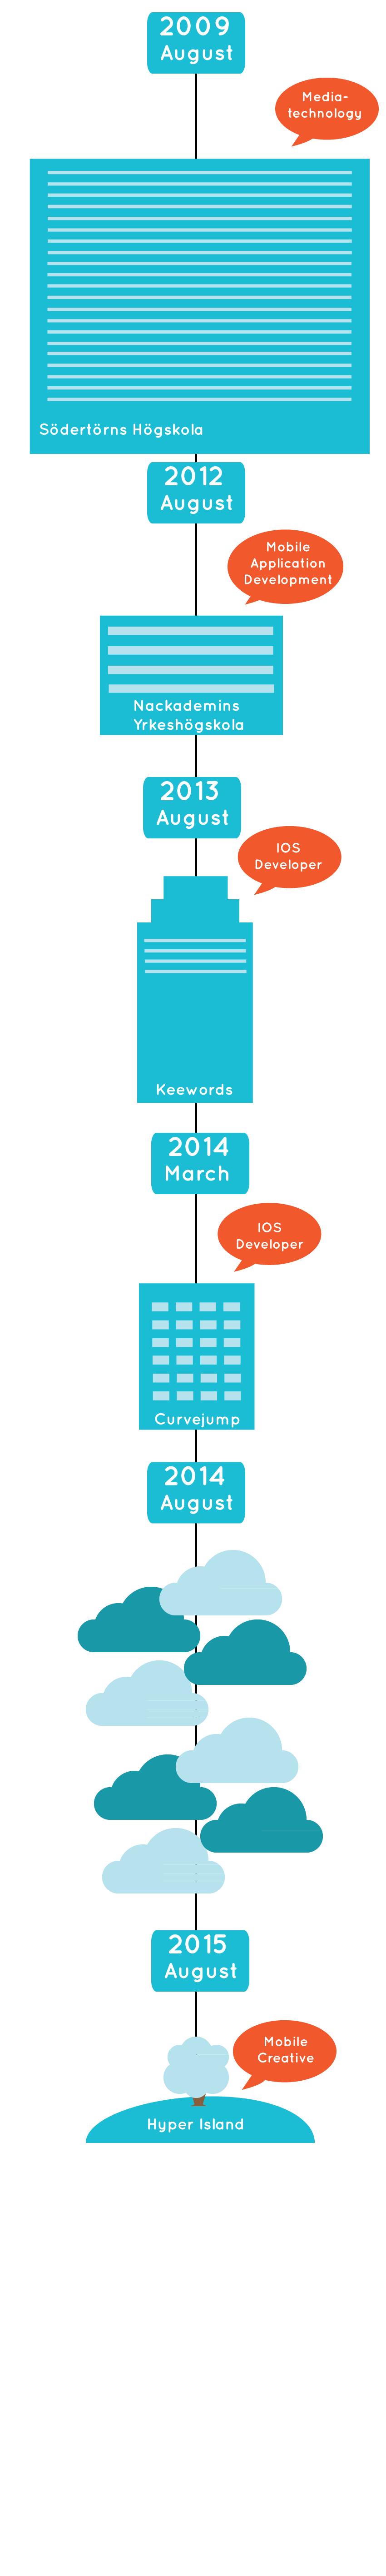 2009
August
Media-
technology
Södertörns Högskola
2012
August
Mobile
Application
Development
Nackademins
Yrkeshögskola
2013
August
IOS
Developer
Keewords
2014
March
IOS
Developer
Curvejump
2014
August
2015
August
Mobile
Creative
Hyper Island